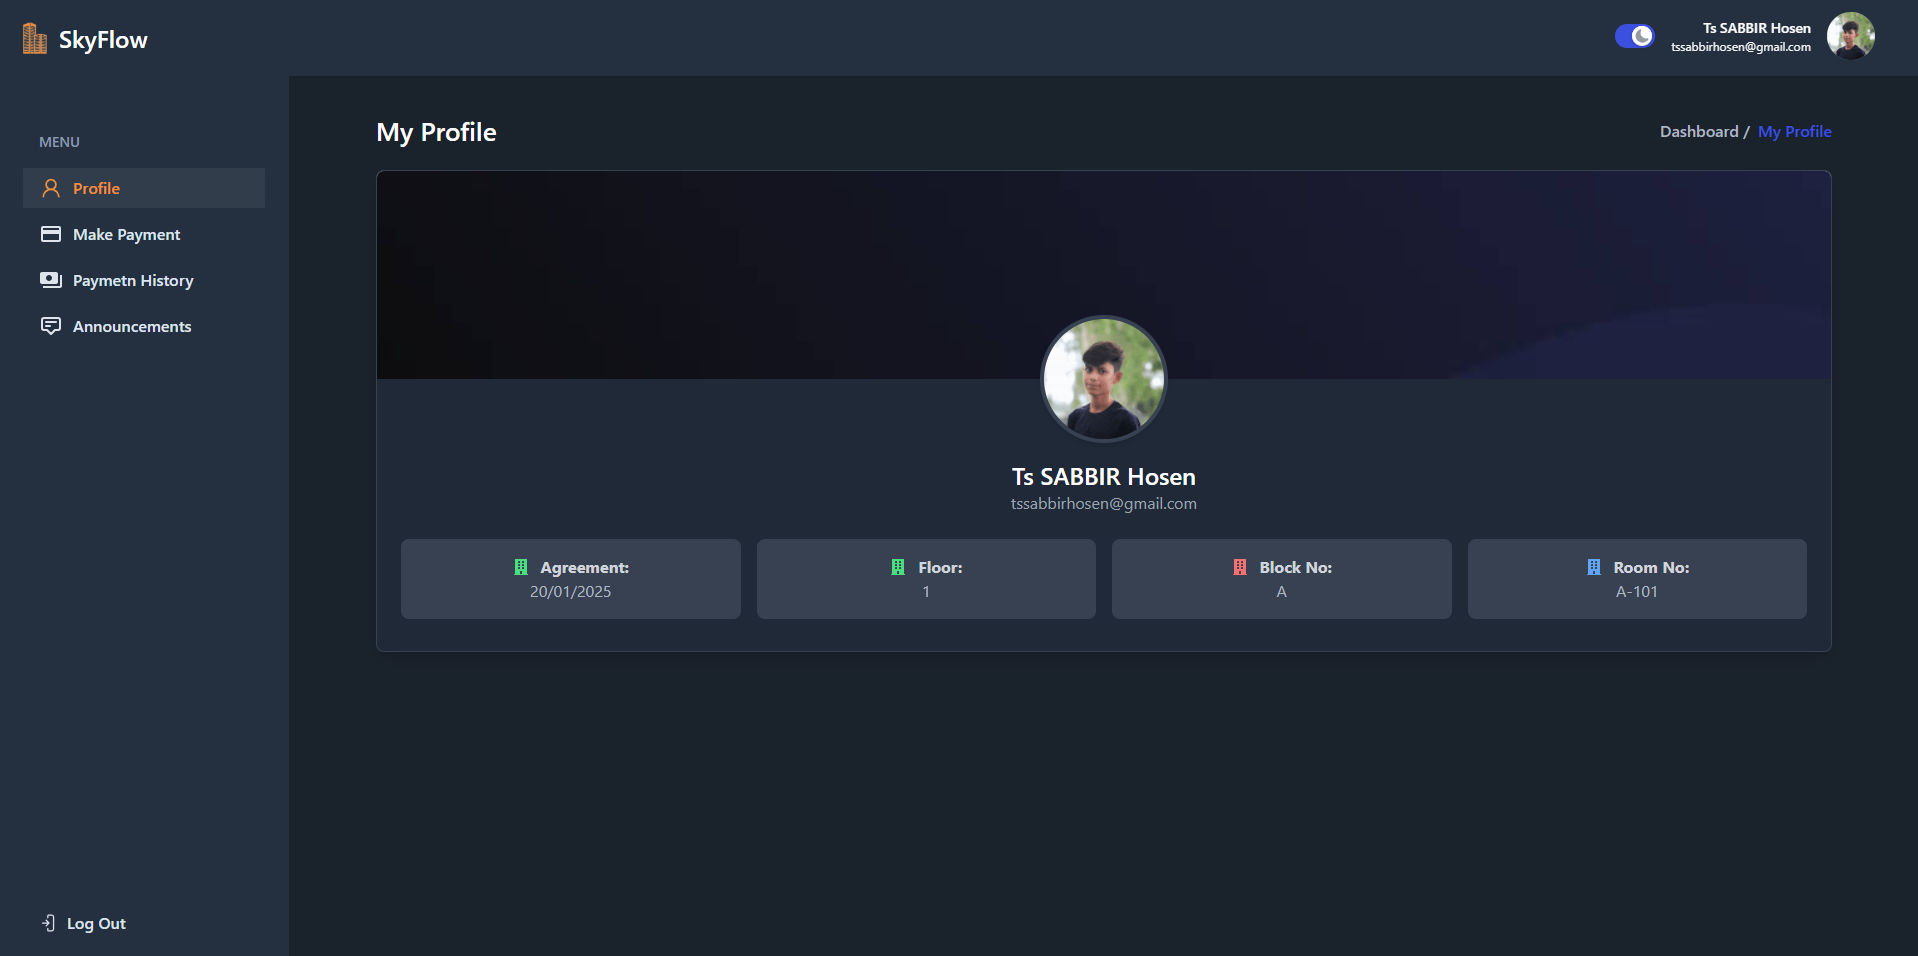 SkyFlow
Ts SABBIR Hosen
tssabbirhosen@gmail.com
MENU
Profile
Make Payment
Paymetn History
Announcements
Log Out
My Profile
Dashboard / My Profile
Ts SABBIR Hosen
tssabbirhosen@gmail.com
Agreement:
20/01/2025
Floor:
1
Block No:
A
Room No:
A-101